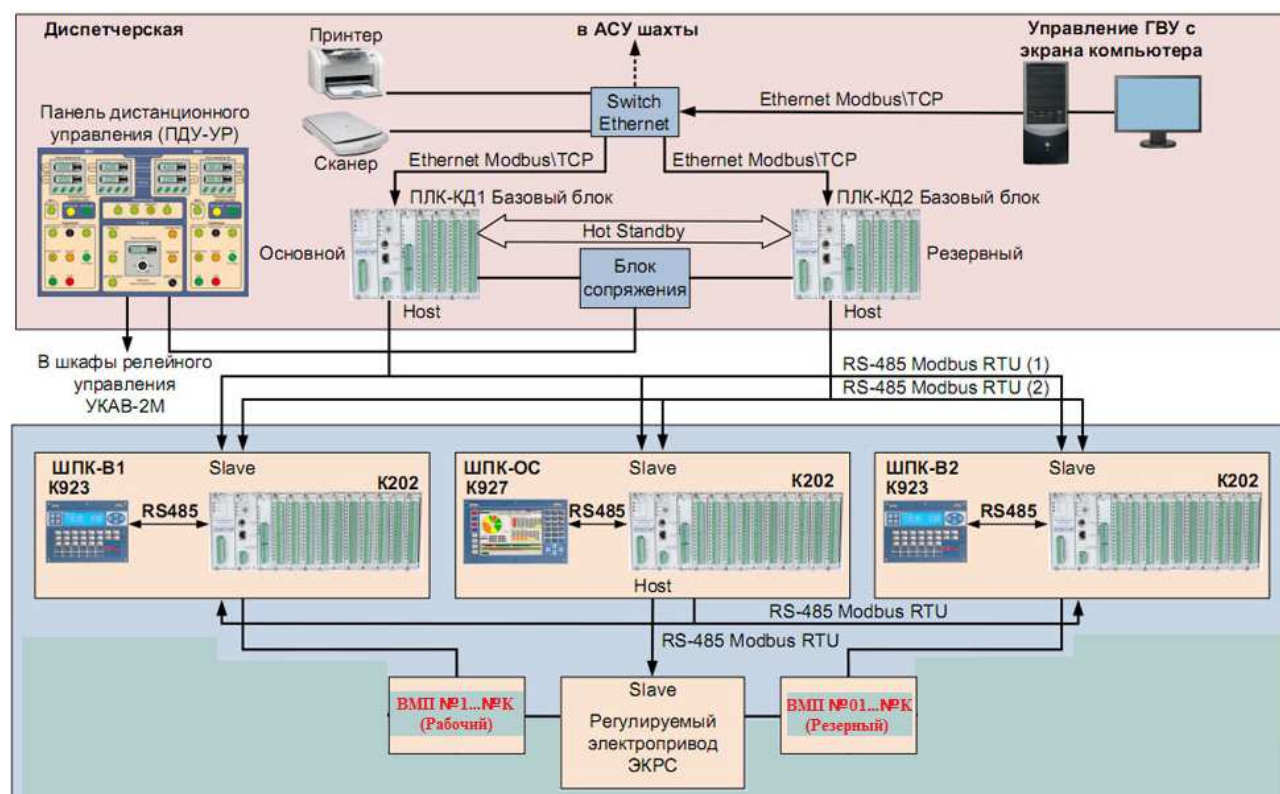 Диспетчерская
Принтер
в АСУ шахты
Управление ГВУ с
экрана компьютера
Панель дистанционного
управления (ПДУ-УР)
Switch
Ethernet
Ethernet Modbus\TCP
Сканер
Ethernet Modbus\TCP
Ethernet Modbus\TCP
ПЛК-КД1 Базовый блок
ПЛК-КД2 Базовый блок
Hot Standby
Основной
Резервный
Блок
сопряжения
Host
Host
В шкафы релейного
управления
УКАВ-2М
RS-485 Modbus RTU (1)
RS-485 Modbus RTU (2)
ШПК-В1
К923
Slave
К202
RS485
ШПК-ОС
К927
Slave
К202
RS485
Host
ШПК-В2
К923
Slave
К202
RS485
RS-485 Modbus RTU
RS-485 Modbus RTU
ВМП №1...№К
(Рабочий)
Slave
Регулируемый
электропривод
ЭКРС
ВМП №01...№К
(Резерный)